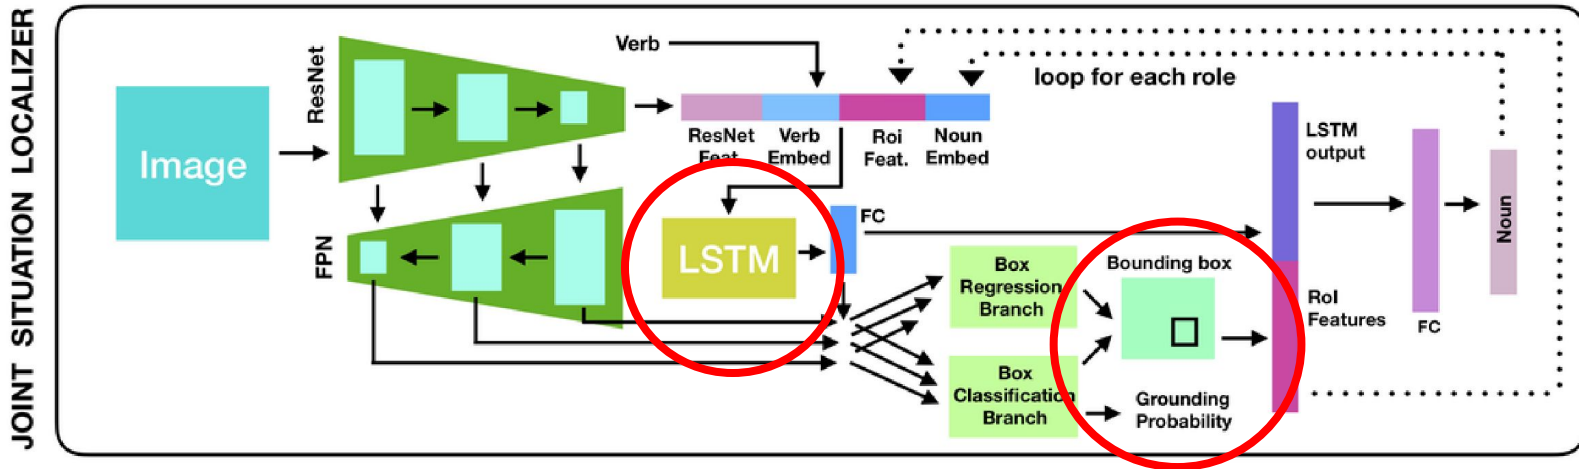 JOINT SITUATION LOCALIZER
Image
ResNet
FPN
Verb
ResNet
Feat.
Verb
Embed
Roi
Feat.
Noun
Embed
loop for each role
LSTM
FC
Box
Regression
Branch
Box
Classification
Branch
Bounding box
Grounding
Probability
LSTM
output
RoI
Features
FC
Noun